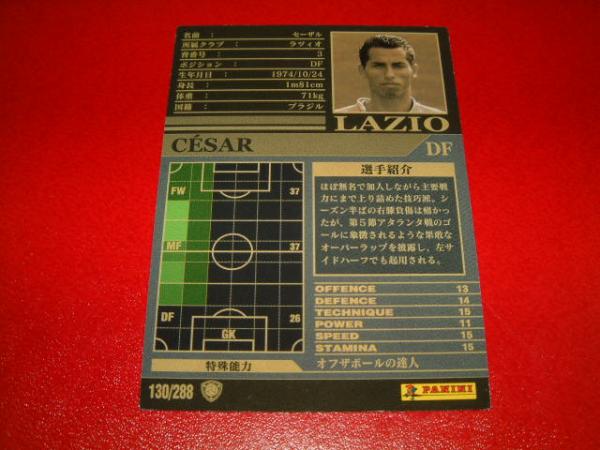 名前 : セーザル
所属クラブ : ラツィオ
背番号 : 3
ポジション : DF
生年月日 : 1974/10/24
身長 : 1m81cm
体重 : 71kg
国籍 : ブラジル
LAZIO
CÉSAR
DF
FW 37
MF 37
DF 26
GK
選手紹介
ほぼ無名で加入しながら主要戦
力にまで上り詰めた技巧派。シ
ーズン半ばの右膝負傷は痛かっ
たが、第5節アタランタ戦のゴ
ールに象徴されるような果敢な
オーバーラップを披露し、左サ
イドハーフでも起用される。
OFFENCE 13
DEFENCE 14
TECHNIQUE 15
POWER 11
SPEED 15
STAMINA 15
特殊能力 オフザボールの達人
130/288
PANINI